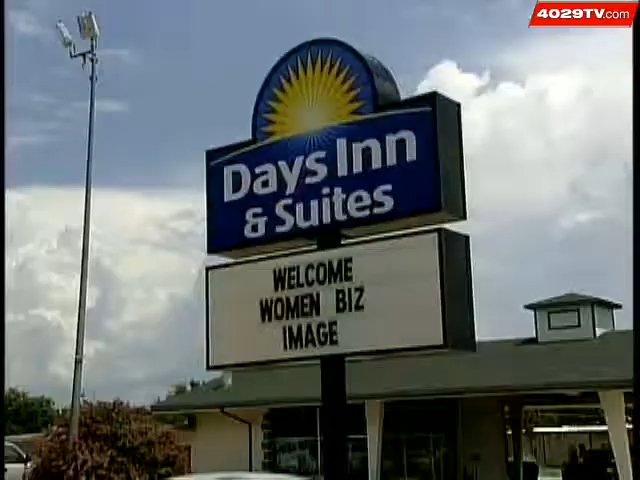 4029TV.com
Days Inn
& Suites
WELCOME
WOMEN BIZ
IMAGE